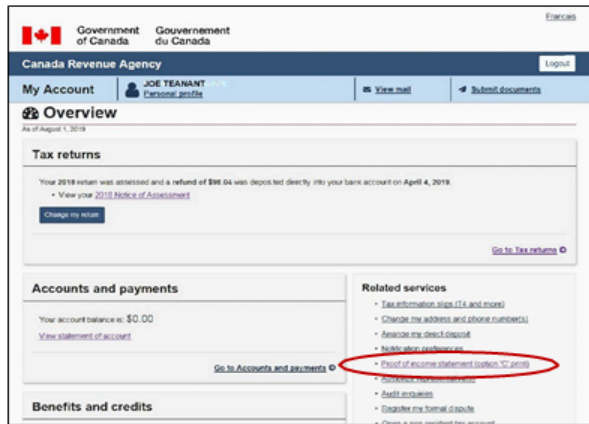 Français
Government of Canada
Gouvernement du Canada
Canada Revenue Agency
Logout
My Account
JOE TEANANT
Personal profile
View mail
Submit documents
Overview
As of August 1, 2019
Tax returns
Your 2018 return was assessed and a refund of $98.04 was deposited directly into your bank account on April 4, 2019.
• View your 2018 Notice of Assessment
Change my return
Go to Tax returns
Accounts and payments
Your account balance is: $0.00
View statement of account
Go to Accounts and payments
Related services
• Tax information slips (T4 and more)
• Change my address and phone number(s)
• Arrange my direct deposit
• Notification preferences
• Proof of income statement (option 'C' print)
• Audit enquiries
• Register my formal dispute
Benefits and credits